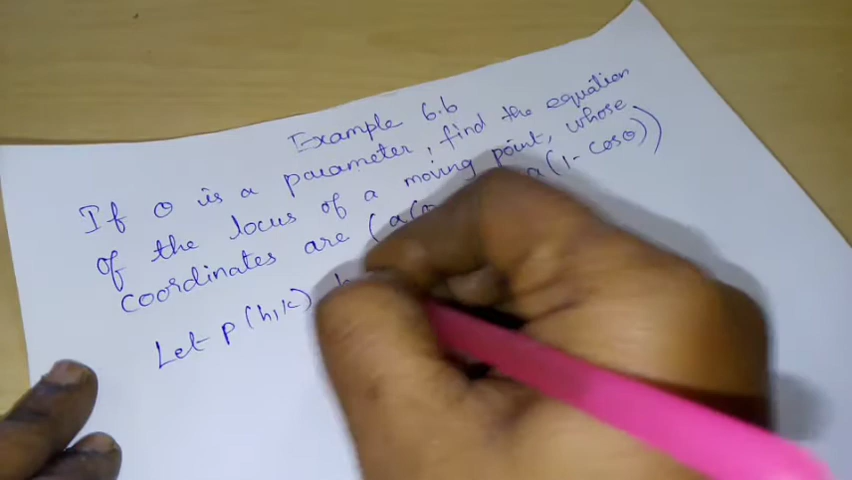 Example 6.6
If θ is a parameter, find the equation
of the locus of a moving point, whose
coordinates are (a(θ a(1-cosθ))
Let P(h,k)